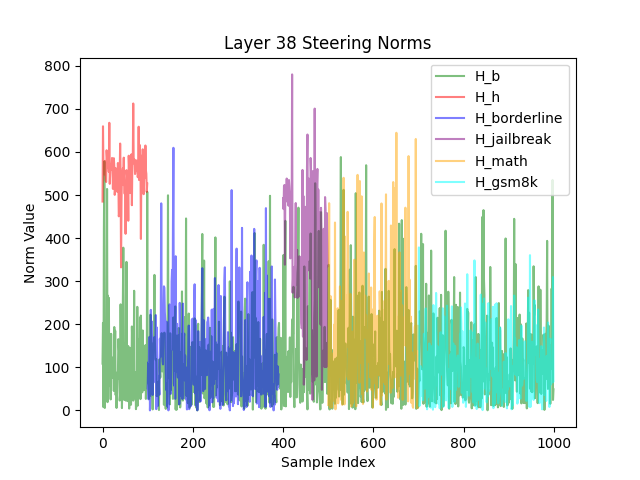 Layer 38 Steering Norms
800
700
600
500
400
300
200
100
0
Norm Value
H_b
H_h
H_borderline
H_jailbreak
H_math
H_gsm8k
0
200
400
600
800
1000
Sample Index